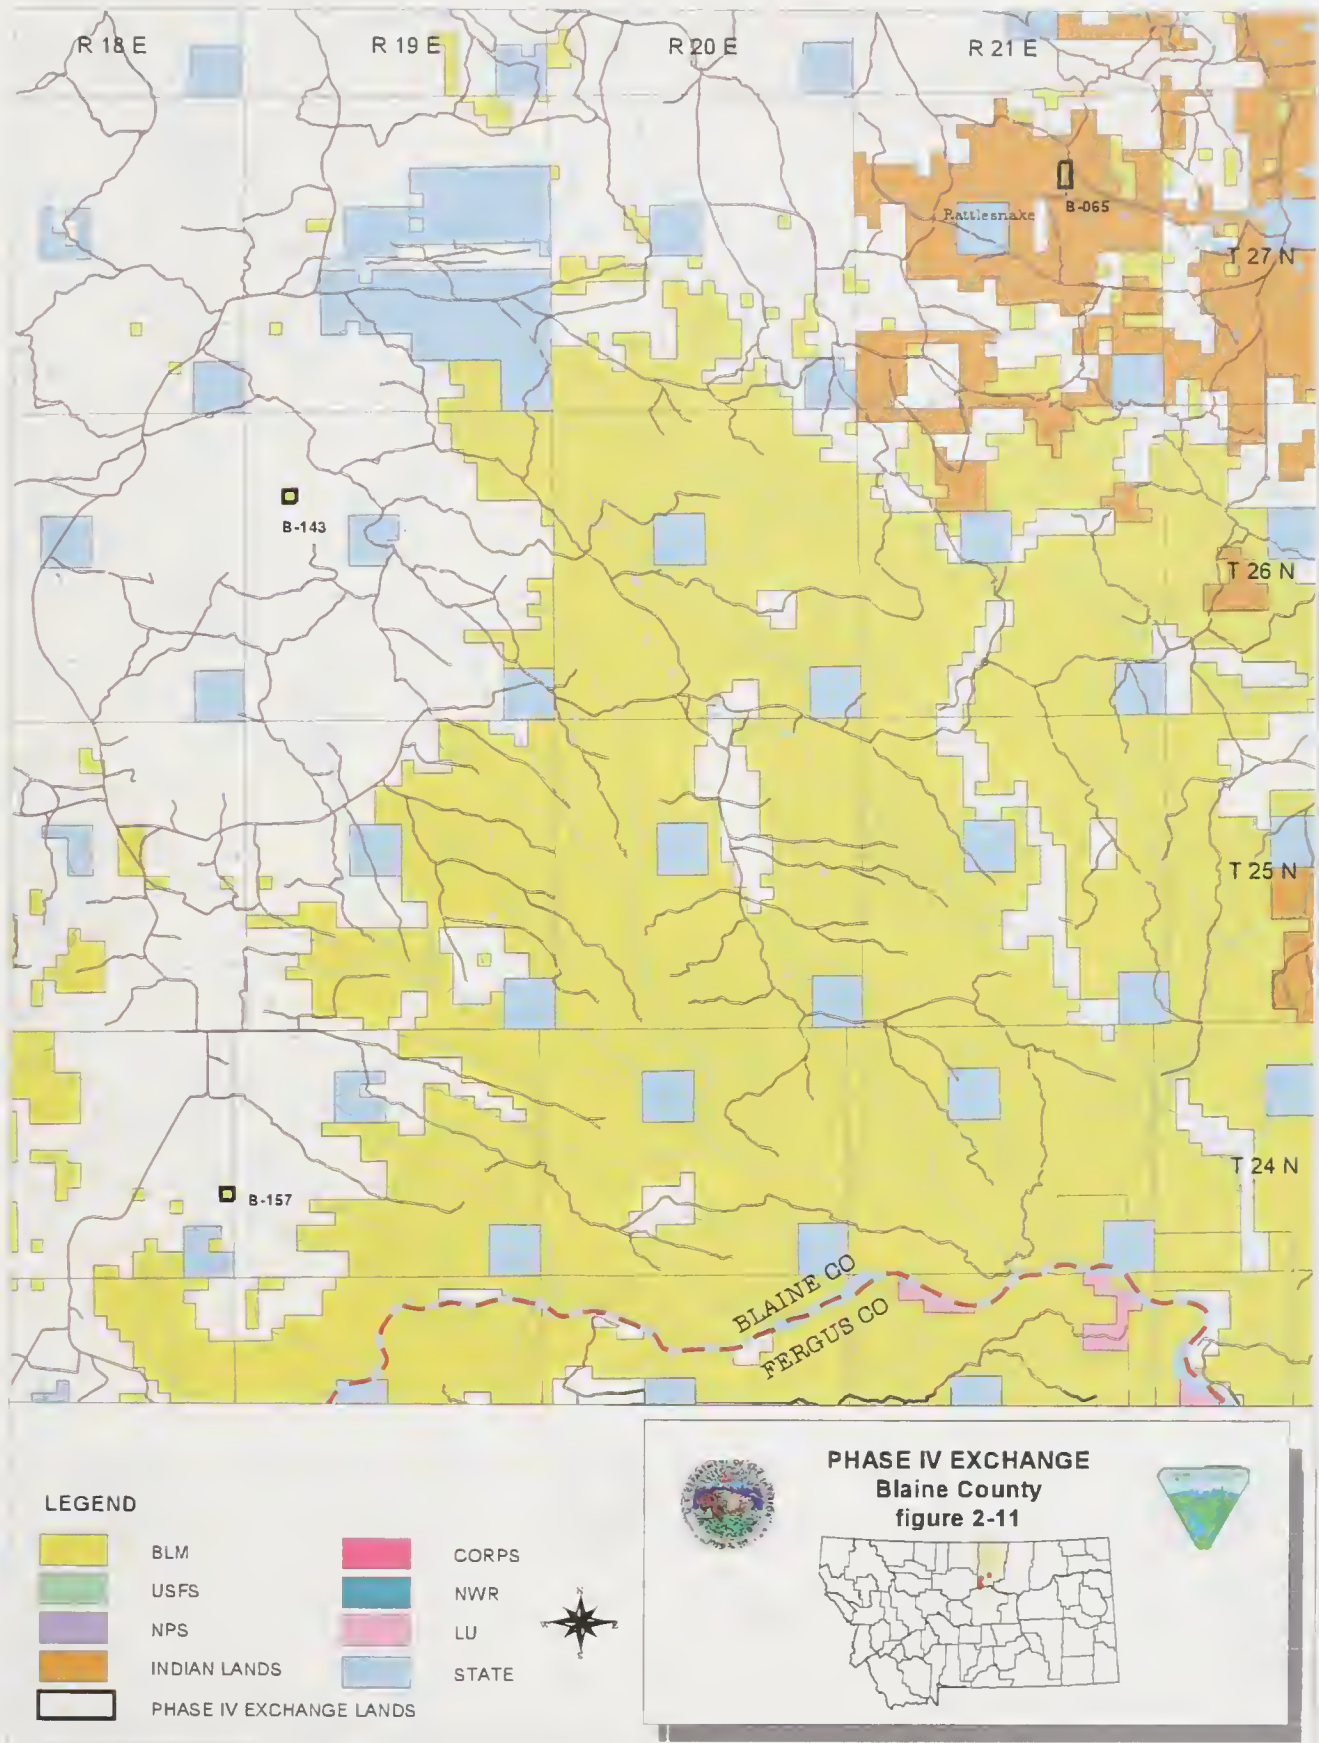 R 18 E
R 19 E
R 20 E
R 21 E
B-065
Rattlesnake
T 27 N
B-143
T 26 N
T 25 N
T 24 N
B-157
BLAINE CO
FERGUS CO
LEGEND
BLM
USFS
NPS
INDIAN LANDS
PHASE IV EXCHANGE LANDS
CORPS
NWR
LU
STATE
N
E
S
PHASE IV EXCHANGE
Blaine County
figure 2-11